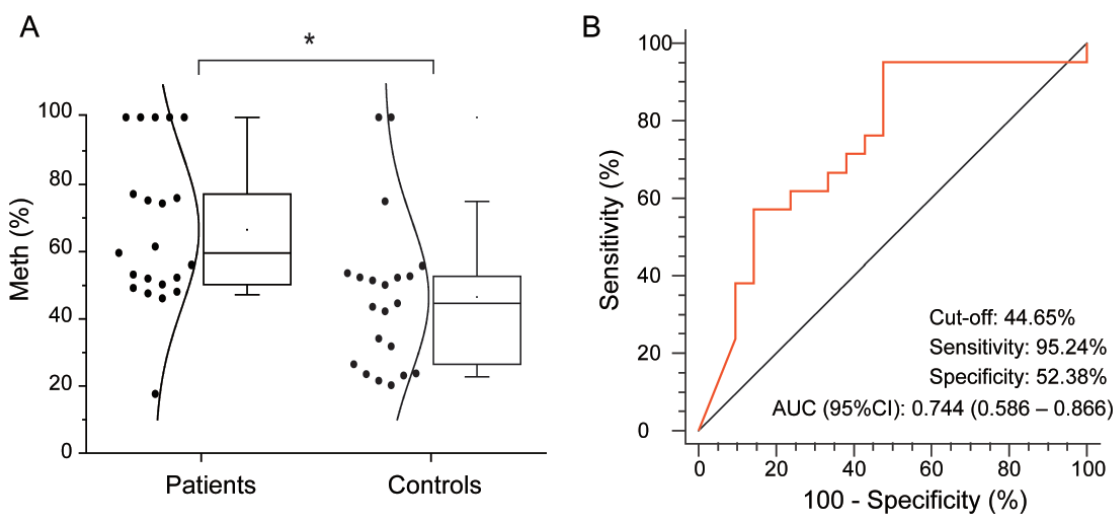 A
*
Meth (%)
100
80
60
40
20
0
Patients
Controls
B
Sensitivity (%)
100
80
60
40
20
0
Cut-off: 44.65%
Sensitivity: 95.24%
Specificity: 52.38%
AUC (95%CI): 0.744 (0.586 – 0.866)
0
20
40
60
80
100
100 - Specificity (%)